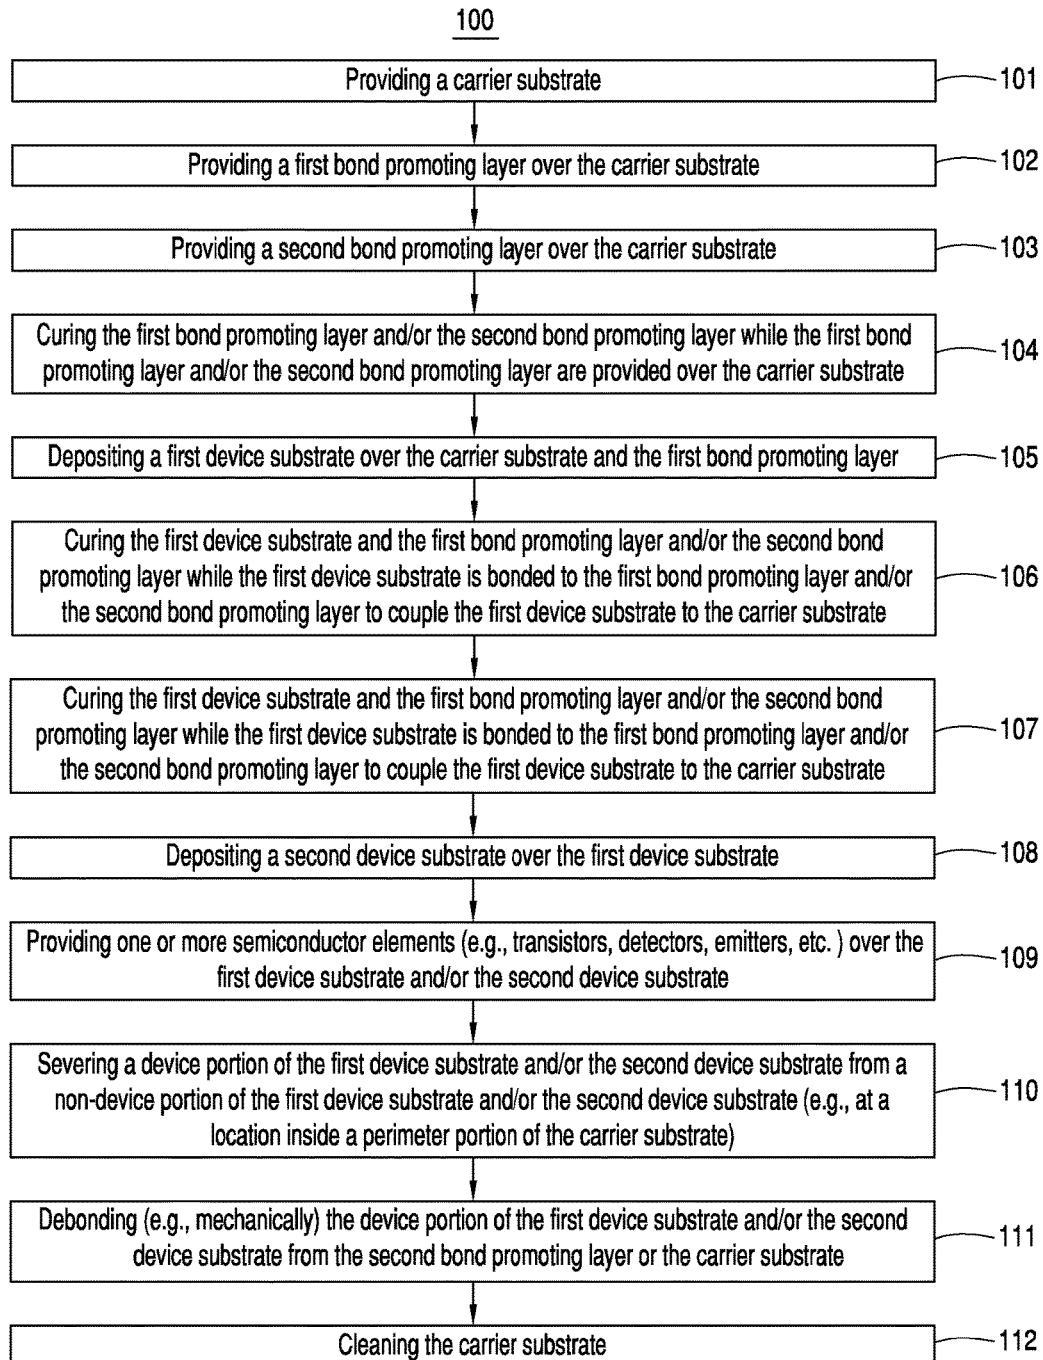 100
Providing a carrier substrate
101
Providing a first bond promoting layer over the carrier substrate
102
Providing a second bond promoting layer over the carrier substrate
103
Curing the first bond promoting layer and/or the second bond promoting layer while the first bond
promoting layer and/or the second bond promoting layer are provided over the carrier substrate
104
Depositing a first device substrate over the carrier substrate and the first bond promoting layer
105
Curing the first device substrate and the first bond promoting layer and/or the second bond
promoting layer while the first device substrate is bonded to the first bond promoting layer and/or
the second bond promoting layer to couple the first device substrate to the carrier substrate
106
Curing the first device substrate and the first bond promoting layer and/or the second bond
promoting layer while the first device substrate is bonded to the first bond promoting layer and/or
the second bond promoting layer to couple the first device substrate to the carrier substrate
107
Depositing a second device substrate over the first device substrate
108
Providing one or more semiconductor elements (e.g., transistors, detectors, emitters, etc. ) over the
first device substrate and/or the second device substrate
109
Severing a device portion of the first device substrate and/or the second device substrate from a
non-device portion of the first device substrate and/or the second device substrate (e.g., at a
location inside a perimeter portion of the carrier substrate)
110
Debonding (e.g., mechanically) the device portion of the first device substrate and/or the second
device substrate from the second bond promoting layer or the carrier substrate
111
Cleaning the carrier substrate
112